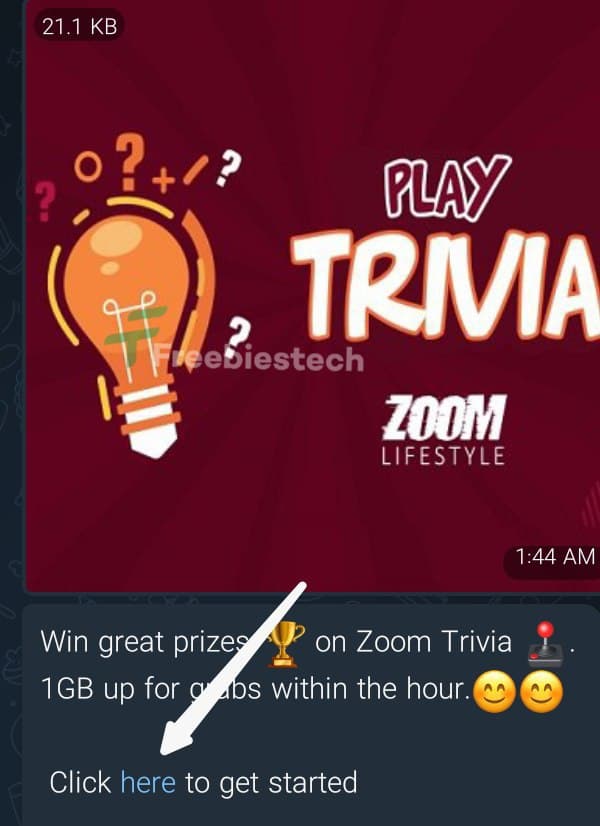 21.1 KB
?
?
?
PLAY
TRIVIA
?
Freebiestech
ZOOM
LIFESTYLE
1:44 AM
Win great prizes 🏆 on Zoom Trivia 🕹️.
1GB up for grabs within the hour.😊😊
Click here to get started